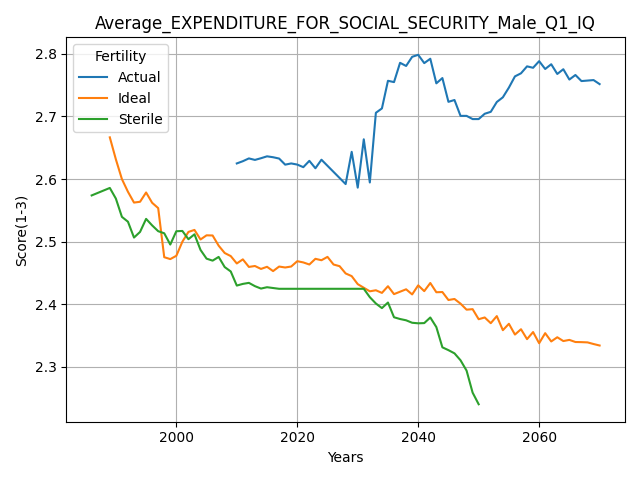 Average_EXPENDITURE_FOR_SOCIAL_SECURITY_Male_Q1_IQ
Fertility
Actual
Ideal
Sterile
Score(1-3)
2.8
2.7
2.6
2.5
2.4
2.3
2000
2020
2040
2060
Years